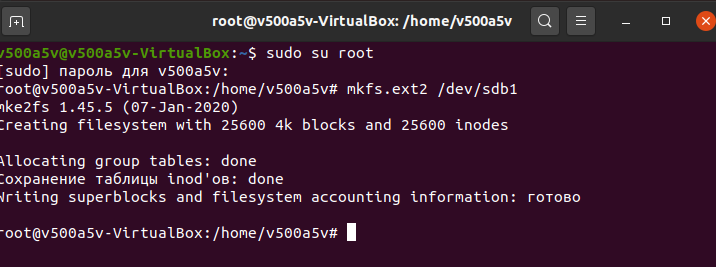 root@v500a5v-VirtualBox: /home/v500a5v
v500a5v@v500a5v-VirtualBox:~$ sudo su root
[sudo] пароль для v500a5v:
root@v500a5v-VirtualBox:/home/v500a5v# mkfs.ext2 /dev/sdb1
mke2fs 1.45.5 (07-Jan-2020)
Creating filesystem with 25600 4k blocks and 25600 inodes
Allocating group tables: done
Сохранение таблицы inod'ов: done
Writing superblocks and filesystem accounting information: готово
root@v500a5v-VirtualBox:/home/v500a5v#